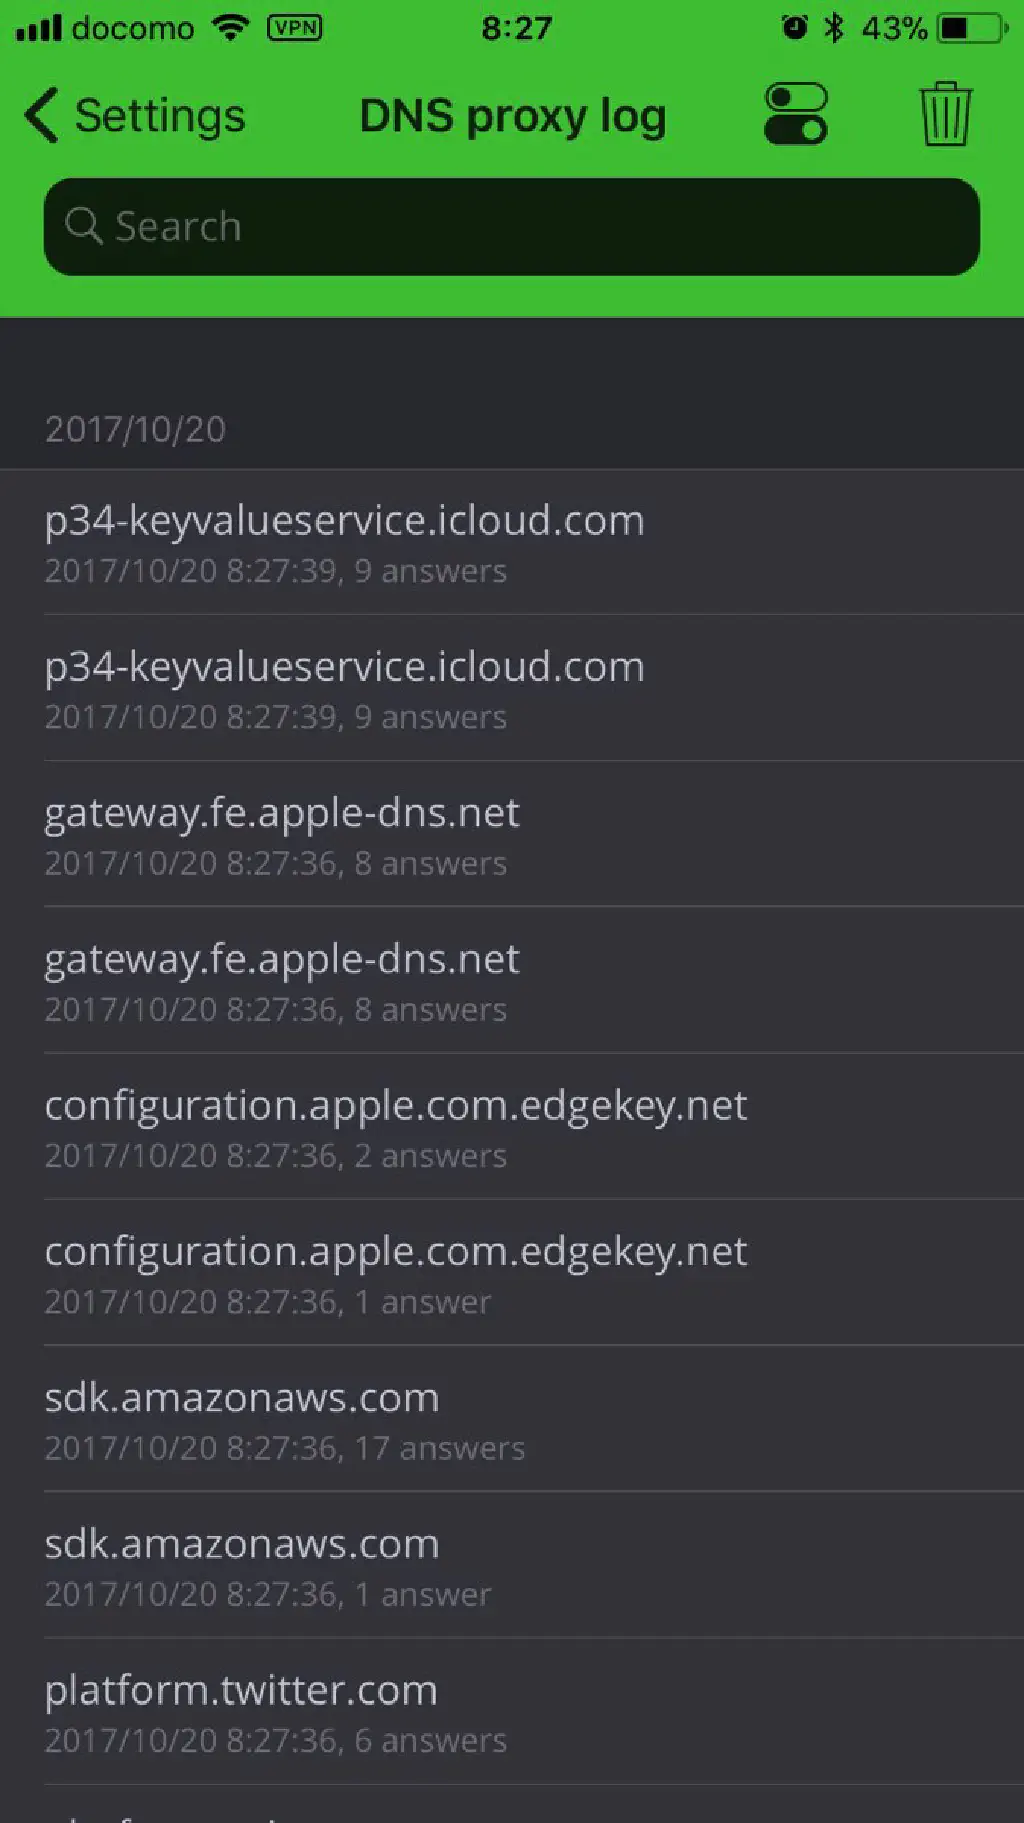 docomo VPN 8:27 43%
Settings DNS proxy log
Search
2017/10/20
p34-keyvalueservice.icloud.com
2017/10/20 8:27:39, 9 answers
p34-keyvalueservice.icloud.com
2017/10/20 8:27:39, 9 answers
gateway.fe.apple-dns.net
2017/10/20 8:27:36, 8 answers
gateway.fe.apple-dns.net
2017/10/20 8:27:36, 8 answers
configuration.apple.com.edgekey.net
2017/10/20 8:27:36, 2 answers
configuration.apple.com.edgekey.net
2017/10/20 8:27:36, 1 answer
sdk.amazonaws.com
2017/10/20 8:27:36, 17 answers
sdk.amazonaws.com
2017/10/20 8:27:36, 1 answer
platform.twitter.com
2017/10/20 8:27:36, 6 answers